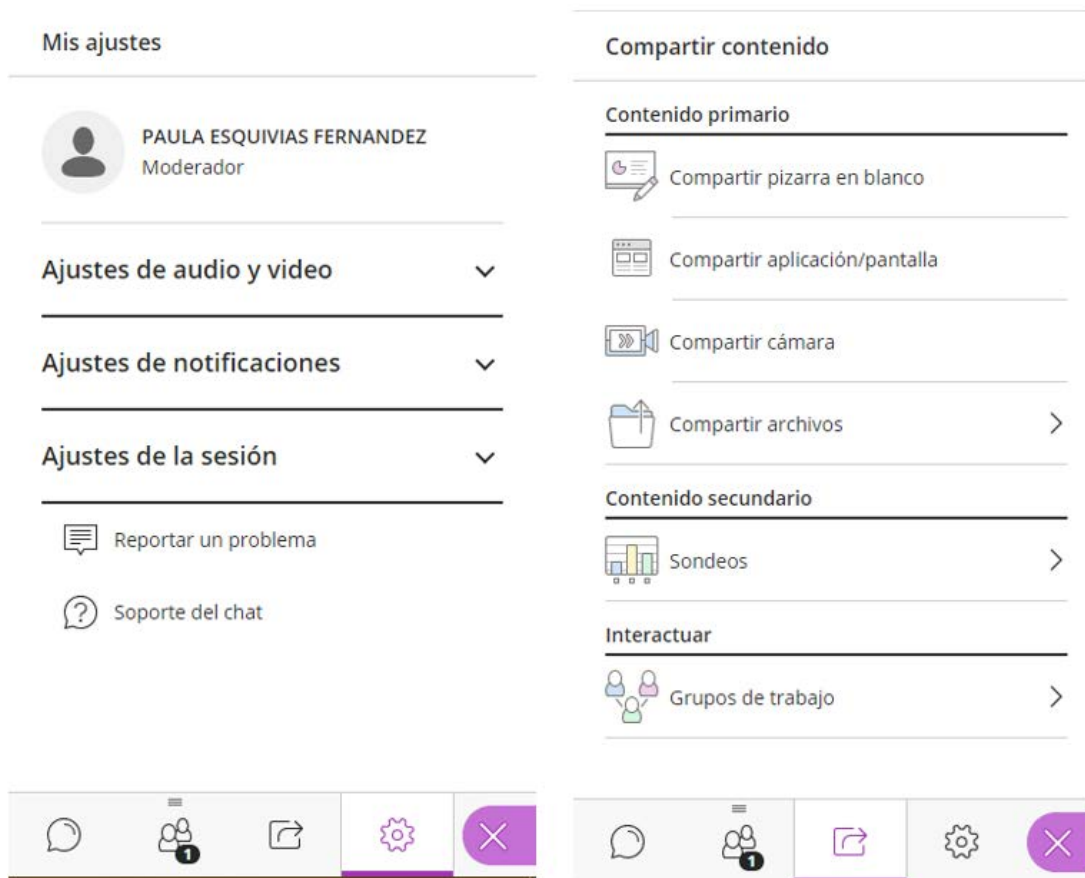 Mis ajustes
PAULA ESQUIVIAS FERNANDEZ
Moderador
Ajustes de audio y video
Ajustes de notificaciones
Ajustes de la sesión
Reportar un problema
Soporte del chat
1
Compartir contenido
Contenido primario
Compartir pizarra en blanco
Compartir aplicación/pantalla
Compartir cámara
Compartir archivos
Contenido secundario
Sondeos
Interactuar
Grupos de trabajo
1